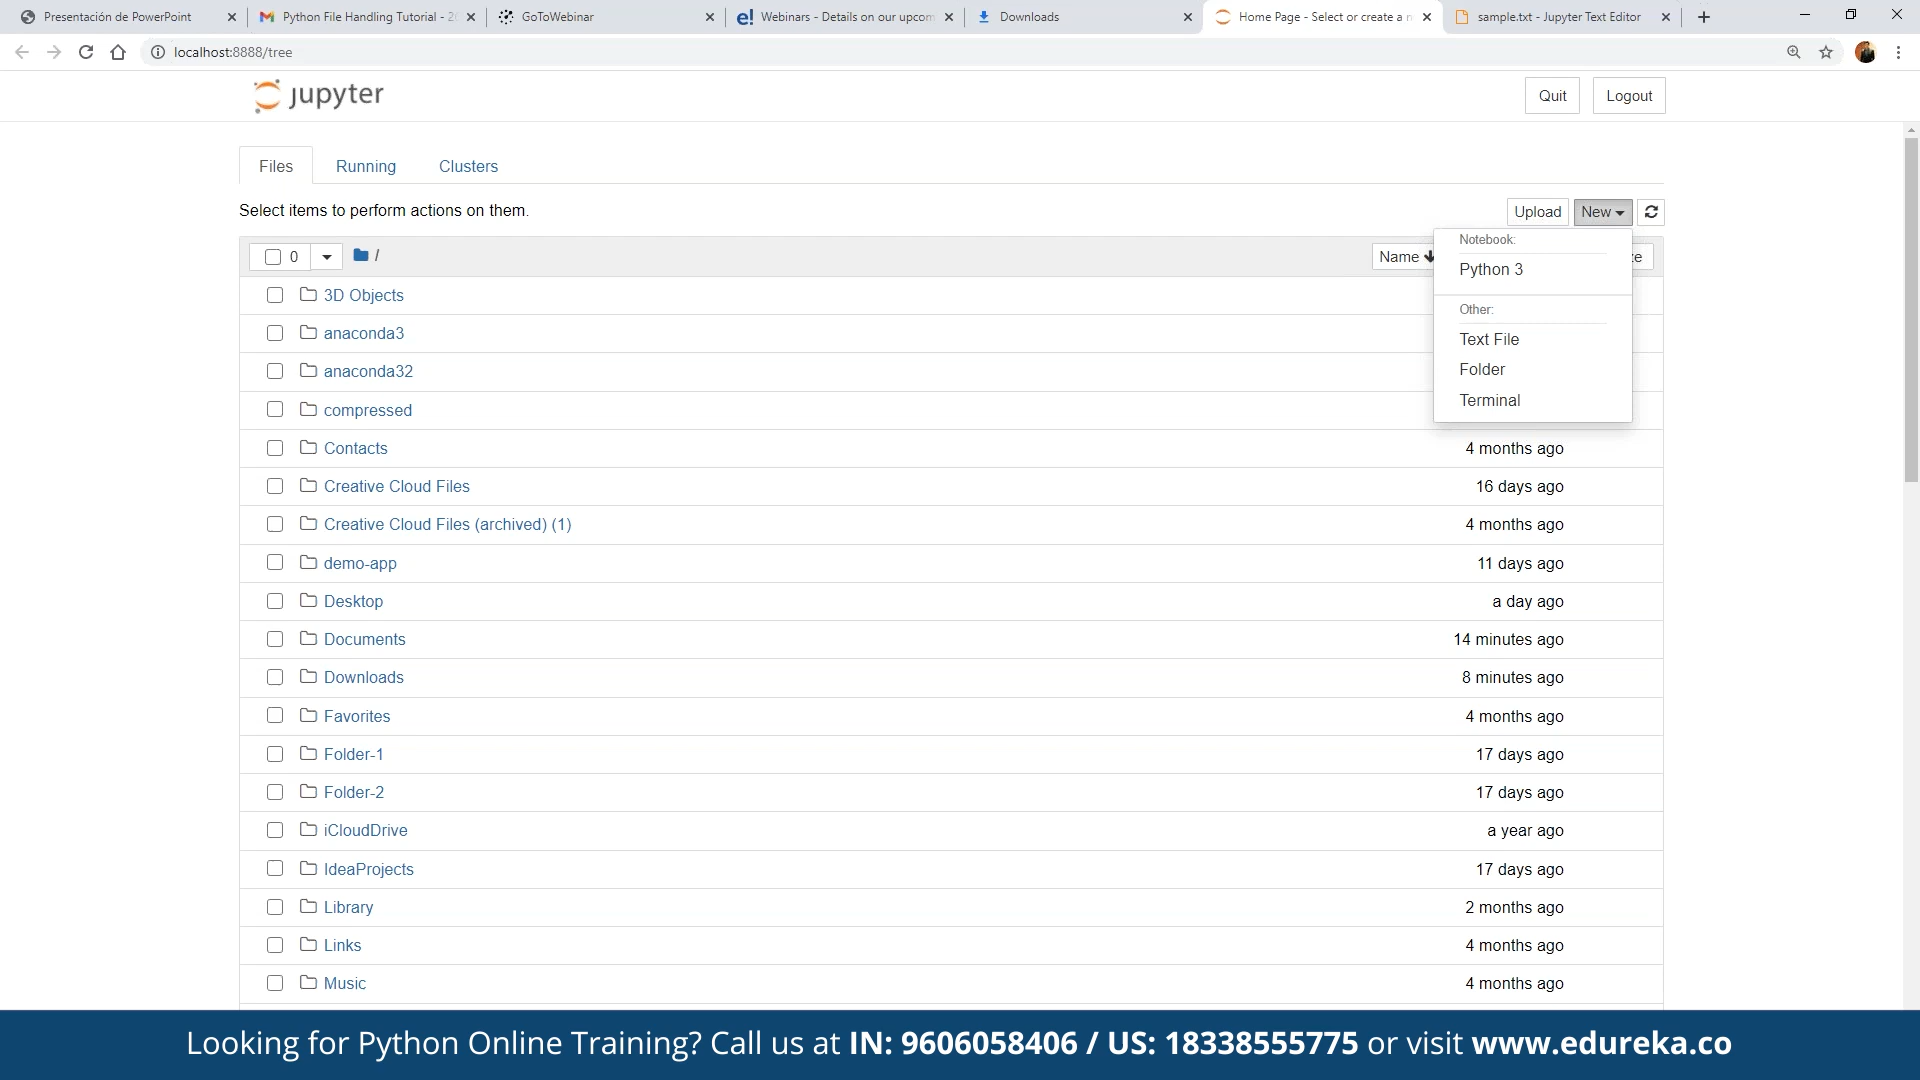 Presentación de PowerPoint
Python File Handling Tutorial - 20
GoToWebinar
e! Webinars - Details on our upcom
Downloads
Home Page - Select or create a n
sample.txt - Jupyter Text Editor
localhost:8888/tree
jupyter
Quit
Logout
Files
Running
Clusters
Select items to perform actions on them.
Upload
New
0
/
Name
Notebook:
Python 3
Other:
Text File
Folder
Terminal
3D Objects
anaconda3
anaconda32
compressed
Contacts 4 months ago
Creative Cloud Files 16 days ago
Creative Cloud Files (archived) (1) 4 months ago
demo-app 11 days ago
Desktop a day ago
Documents 14 minutes ago
Downloads 8 minutes ago
Favorites 4 months ago
Folder-1 17 days ago
Folder-2 17 days ago
iCloudDrive a year ago
IdeaProjects 17 days ago
Library 2 months ago
Links 4 months ago
Music 4 months ago
Looking for Python Online Training? Call us at IN: 9606058406 / US: 18338555775 or visit www.edureka.co